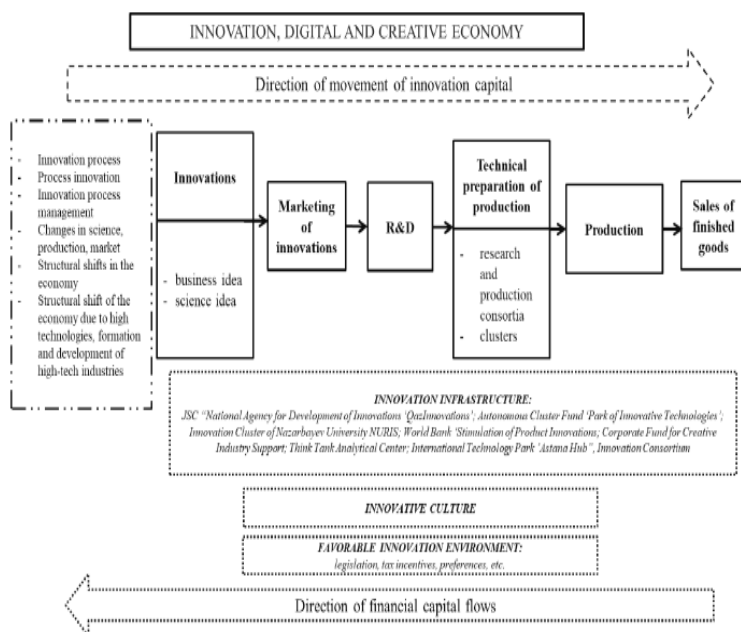 INNOVATION, DIGITAL AND CREATIVE ECONOMY
Direction of movement of innovation capital
- Innovation process
- Process innovation
- Innovation process
management
- Changes in science,
production, market
- Structural shifts in the
economy
- Structural shift of the
economy due to high
technologies, formation
and development of
high-tech industries
Innovations
- business idea
- science idea
Marketing
of
innovations
R&D
Technical
preparation of
production
- research
and
production
consortia
- clusters
Production
Sales of
finished
goods
INNOVATION INFRASTRUCTURE:
JSC "National Agency for Development of Innovations 'QazInnovations'; Autonomous Cluster Fund 'Park of Innovative Technologies';
Innovation Cluster of Nazarbayev University NURIS; World Bank 'Stimulation of Product Innovations; Corporate Fund for Creative
Industry Support; Think Tank Analytical Center; International Technology Park 'Astana Hub", Innovation Consortium
INNOVATIVE CULTURE
FAVORABLE INNOVATION ENVIRONMENT:
legislation, tax incentives, preferences, etc.
Direction of financial capital flows